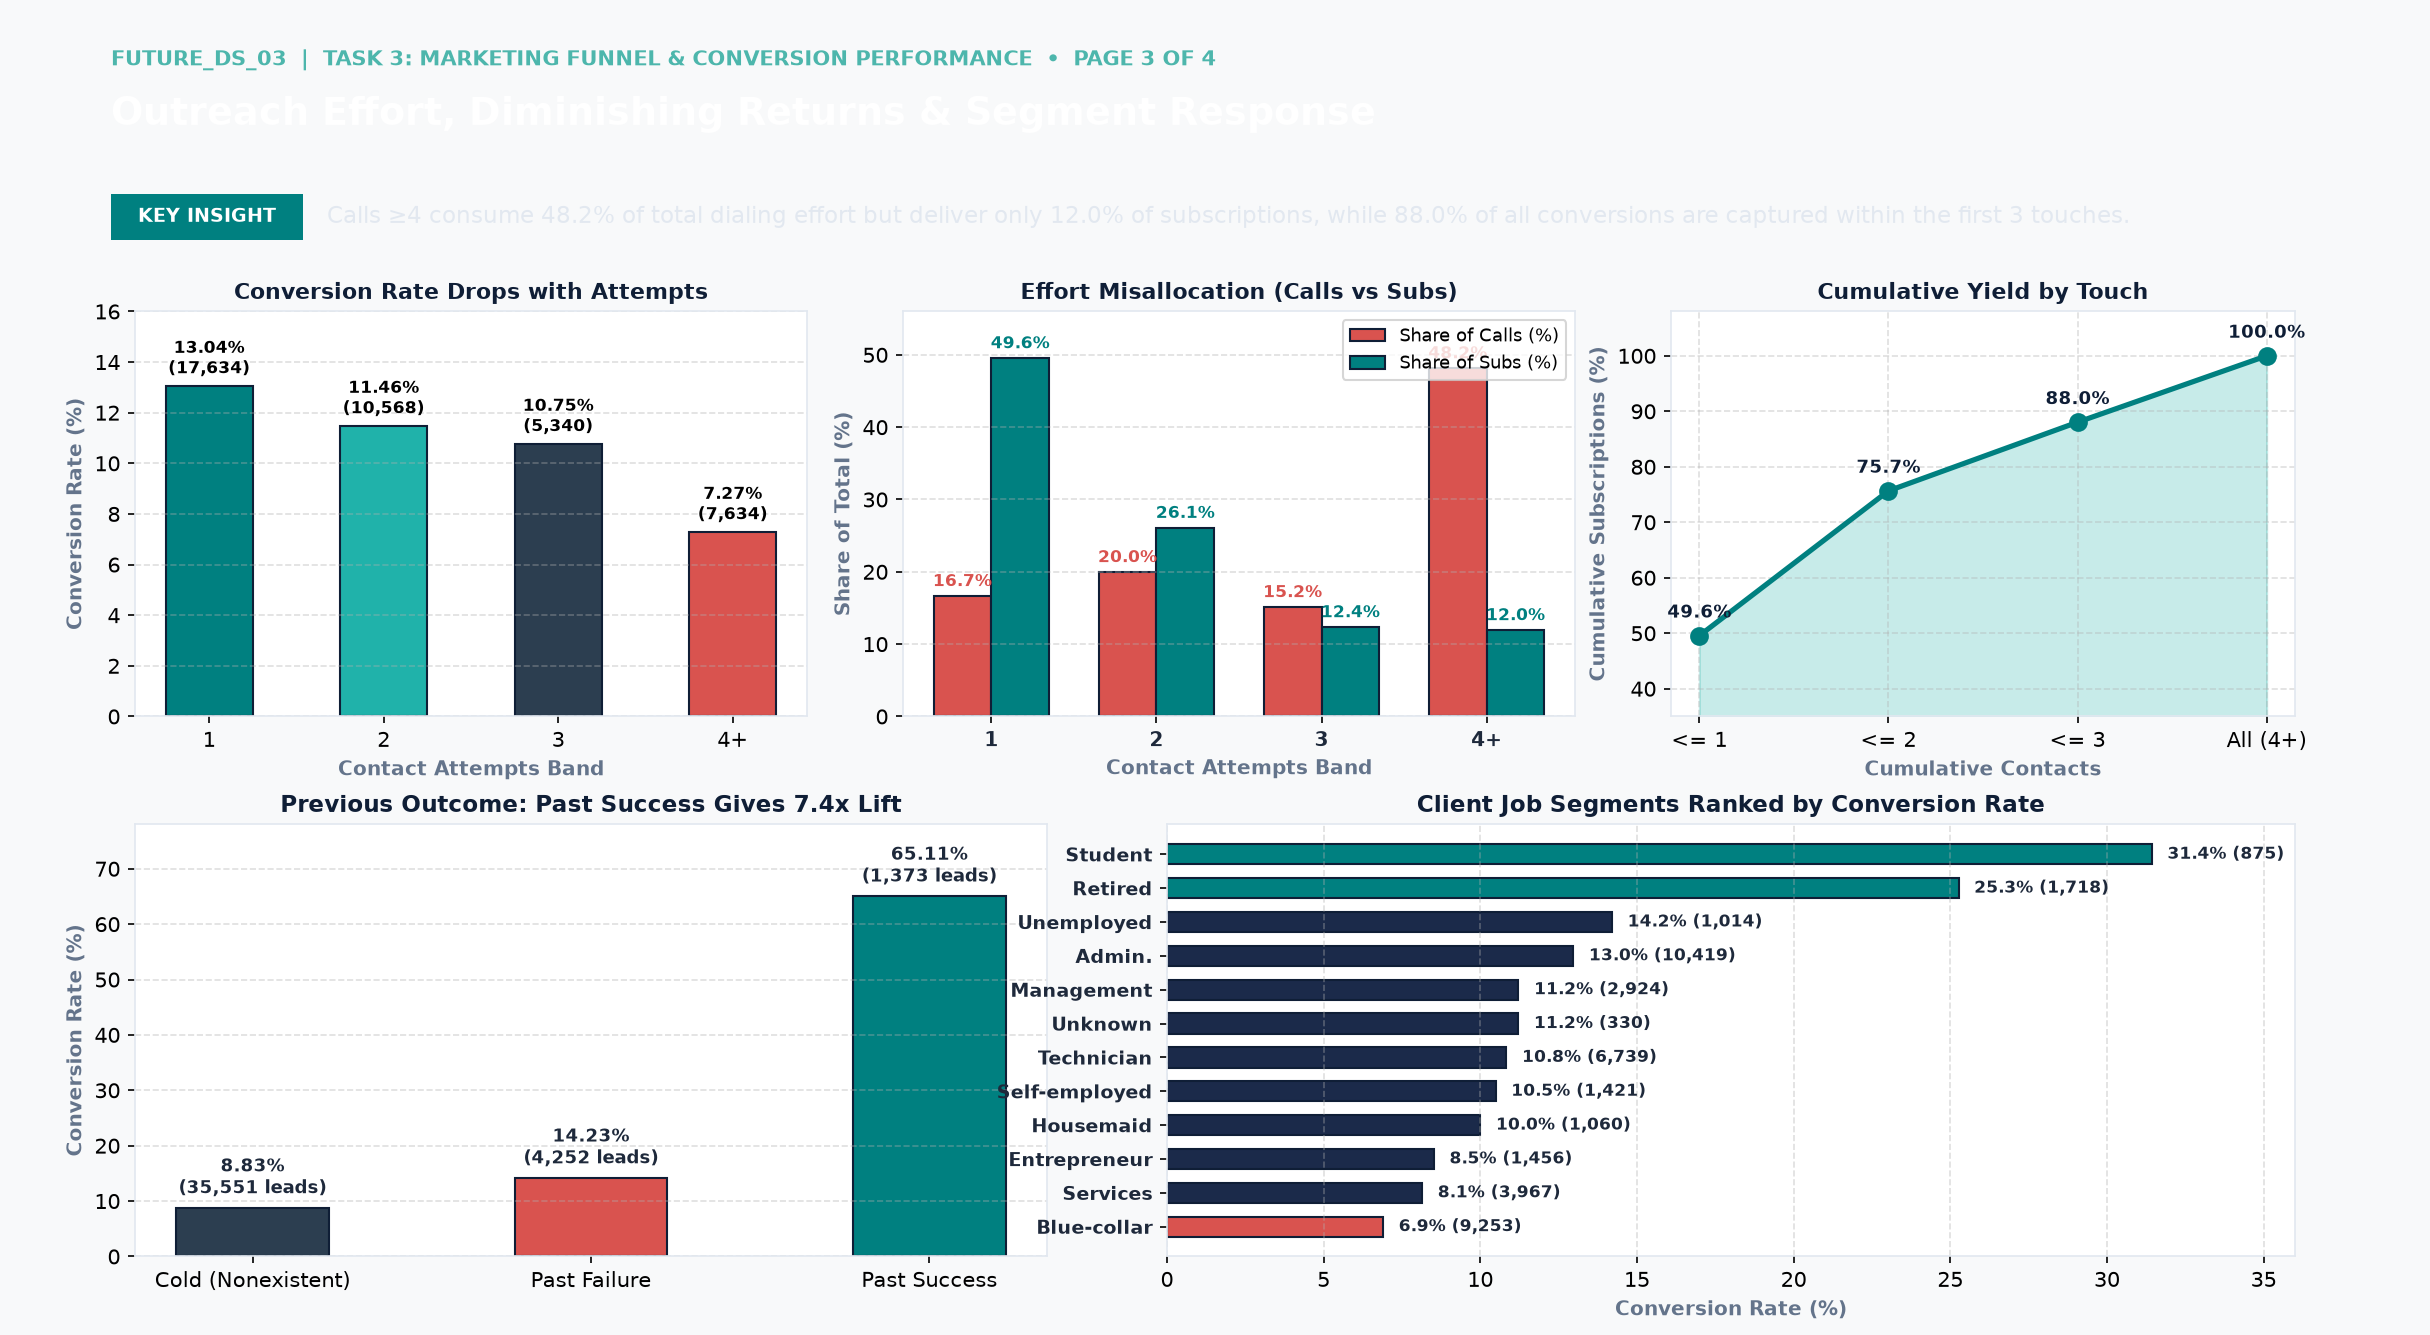 FUTURE_DS_03 | TASK 3: MARKETING FUNNEL & CONVERSION PERFORMANCE • PAGE 3 OF 4
Outreach Effort, Diminishing Returns & Segment Response
KEY INSIGHT
Calls ≥4 consume 48.2% of total dialing effort but deliver only 12.0% of subscriptions, while 88.0% of all conversions are captured within the first 3 touches.
Conversion Rate Drops with Attempts
Conversion Rate (%)
16
14
12
10
8
6
4
2
0
13.04%
(17,634)
11.46%
(10,568)
10.75%
(5,340)
7.27%
(7,634)
1
2
3
4+
Contact Attempts Band
Effort Misallocation (Calls vs Subs)
Share of Total (%)
50
40
30
20
10
0
Share of Calls (%)
Share of Subs (%)
16.7%
49.6%
20.0%
26.1%
15.2%
12.4%
48.2%
12.0%
1
2
3
4+
Contact Attempts Band
Cumulative Yield by Touch
Cumulative Subscriptions (%)
100
90
80
70
60
50
40
49.6%
75.7%
88.0%
100.0%
<= 1
<= 2
<= 3
All (4+)
Cumulative Contacts
Previous Outcome: Past Success Gives 7.4x Lift
Conversion Rate (%)
70
60
50
40
30
20
10
0
8.83%
(35,551 leads)
14.23%
(4,252 leads)
65.11%
(1,373 leads)
Cold (Nonexistent)
Past Failure
Past Success
Client Job Segments Ranked by Conversion Rate
Student 31.4% (875)
Retired 25.3% (1,718)
Unemployed 14.2% (1,014)
Admin. 13.0% (10,419)
Management 11.2% (2,924)
Unknown 11.2% (330)
Technician 10.8% (6,739)
Self-employed 10.5% (1,421)
Housemaid 10.0% (1,060)
Entrepreneur 8.5% (1,456)
Services 8.1% (3,967)
Blue-collar 6.9% (9,253)
0
5
10
15
20
25
30
35
Conversion Rate (%)